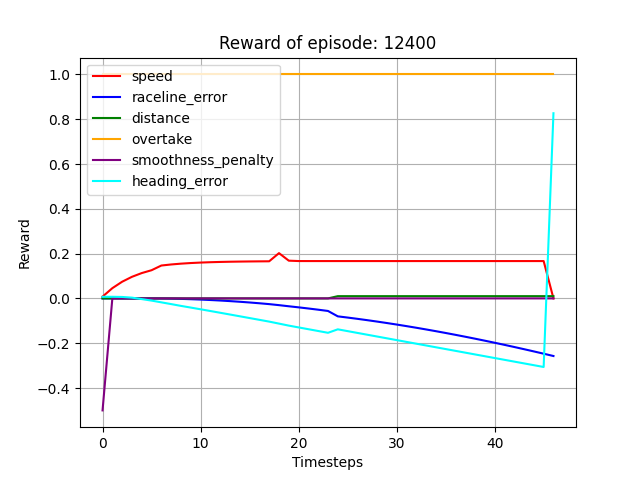 Reward of episode: 12400
1.0
0.8
0.6
0.4
0.2
0.0
−0.2
−0.4
Reward
speed
raceline_error
distance
overtake
smoothness_penalty
heading_error
0 10 20 30 40
Timesteps